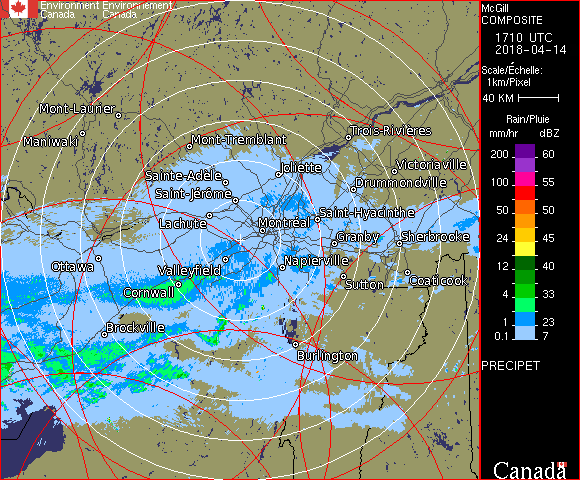 Environment Environnement
Canada Canada
McGill
COMPOSITE
1710 UTC
2018-04-14
Scale/Échelle:
1km/Pixel
40 KM
Rain/Pluie
mm/hr dBZ
200 60
100 55
50 50
24 45
12 40
4 33
1 23
0.1 7
PRECIPET
Canada
Mont-Laurier
Maniwaki
Mont-Tremblant
Trois-Rivières
Sainte-Adèle
Joliette
Victoriaville
Saint-Jérôme
Drummondville
Lachute
Montréal
Saint-Hyacinthe
Granby
Sherbrooke
Ottawa
Valleyfield
Napierville
Cornwall
Sutton
Coaticook
Brockville
Burlington